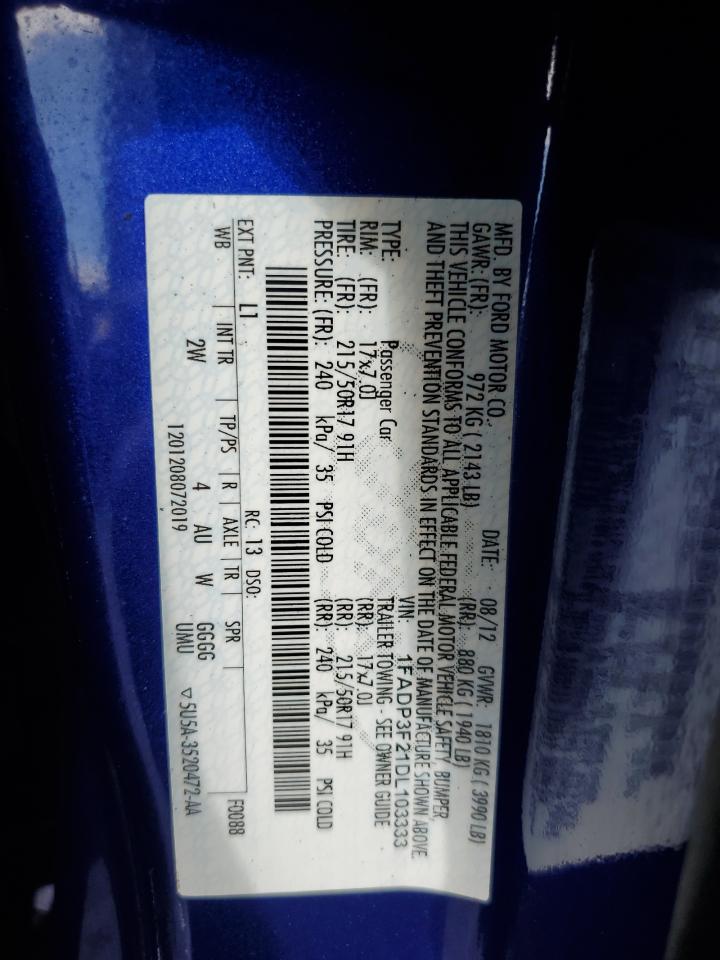 MFD. BY FORD MOTOR CO.
DATE: 08/12 GVWR: 1810 KG ( 3990 LB)
GAWR: (FR): 972 KG ( 2143 LB) (RR): 880 KG ( 1940 LB)
THIS VEHICLE CONFORMS TO ALL APPLICABLE FEDERAL MOTOR VEHICLE SAFETY, BUMPER,
AND THEFT PREVENTION STANDARDS IN EFFECT ON THE DATE OF MANUFACTURE SHOWN ABOVE.
VIN: 1FADP3F21DL103333
TYPE: Passenger Car TRAILER TOWING - SEE OWNER GUIDE
RIM: (FR): 17x7.0J (RR): 17x7.0J
TIRE: (FR): 215/50R17 91H (RR): 215/50R17 91H
PRESSURE: (FR): 240 kPa/ 35 PSI COLD (RR): 240 kPa/ 35 PSI COLD
EXT PNT: L1 RC: 13 DSO: F0088
WB INT TR TP/PS R AXLE TR SPR
2W 4 AU W GGGG
UMU
1201208072019 ▽5U5A-3520472-AA